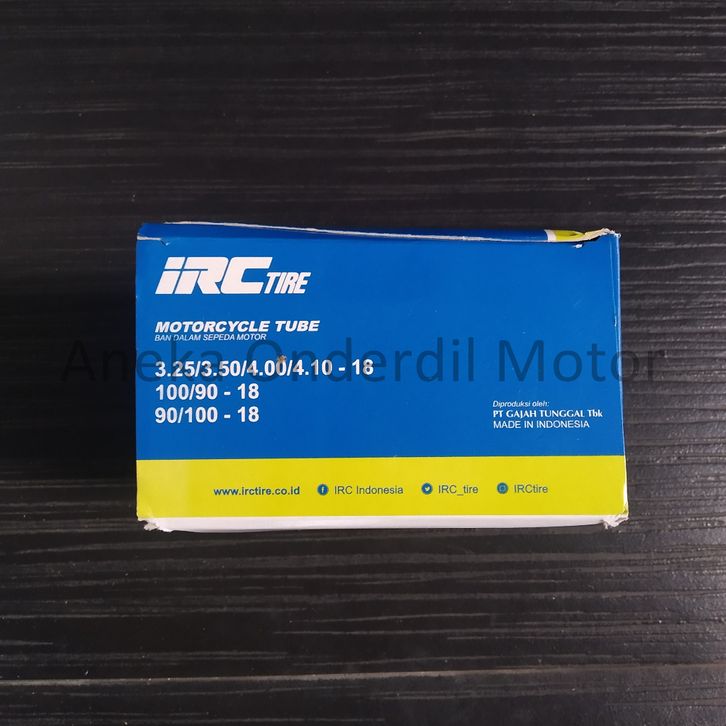 iRC TIRE
MOTORCYCLE TUBE
BAN DALAM SEPEDA MOTOR
Aneka Onderdil Motor
3.25/3.50/4.00/4.10 - 18
100/90 - 18
90/100 - 18
Diproduksi oleh:
PT GAJAH TUNGGAL Tbk
MADE IN INDONESIA
www.irctire.co.id IRC Indonesia IRC_tire IRCtire